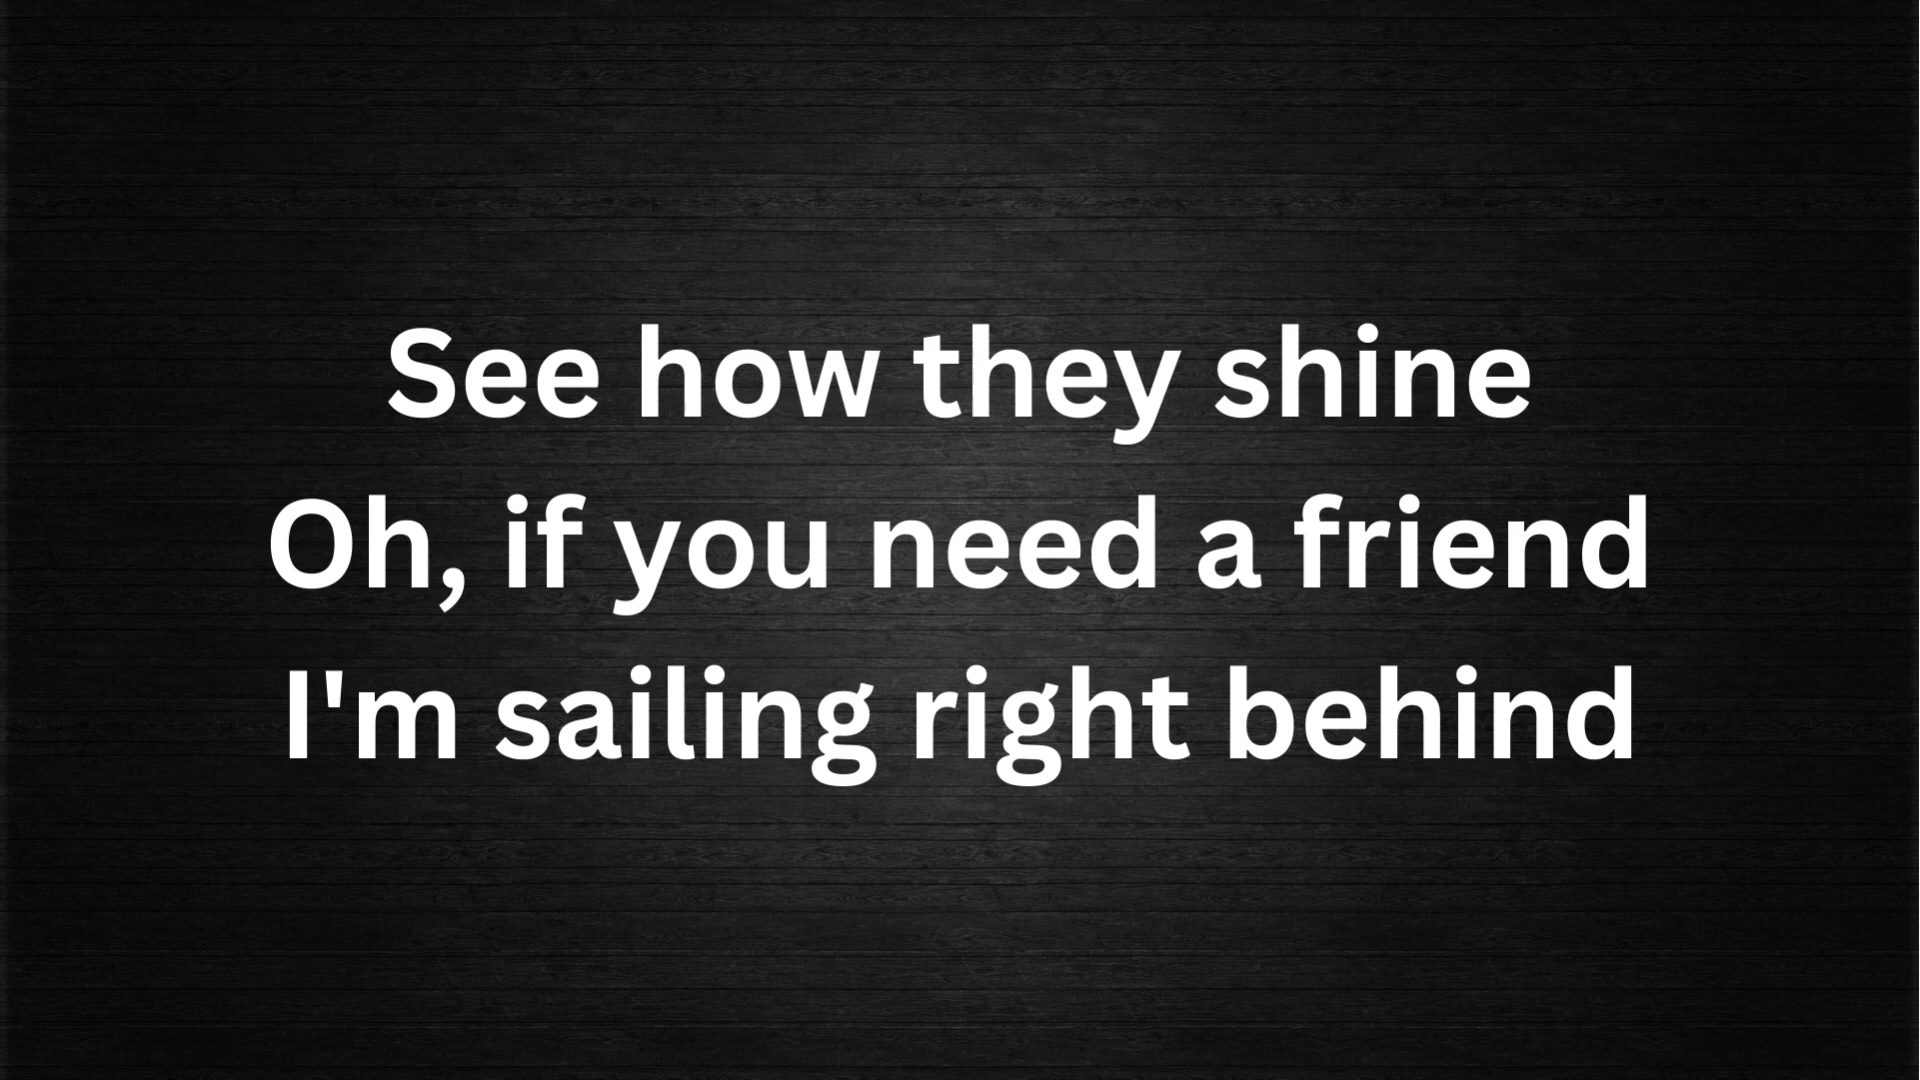 See how they shine
Oh, if you need a friend
I'm sailing right behind